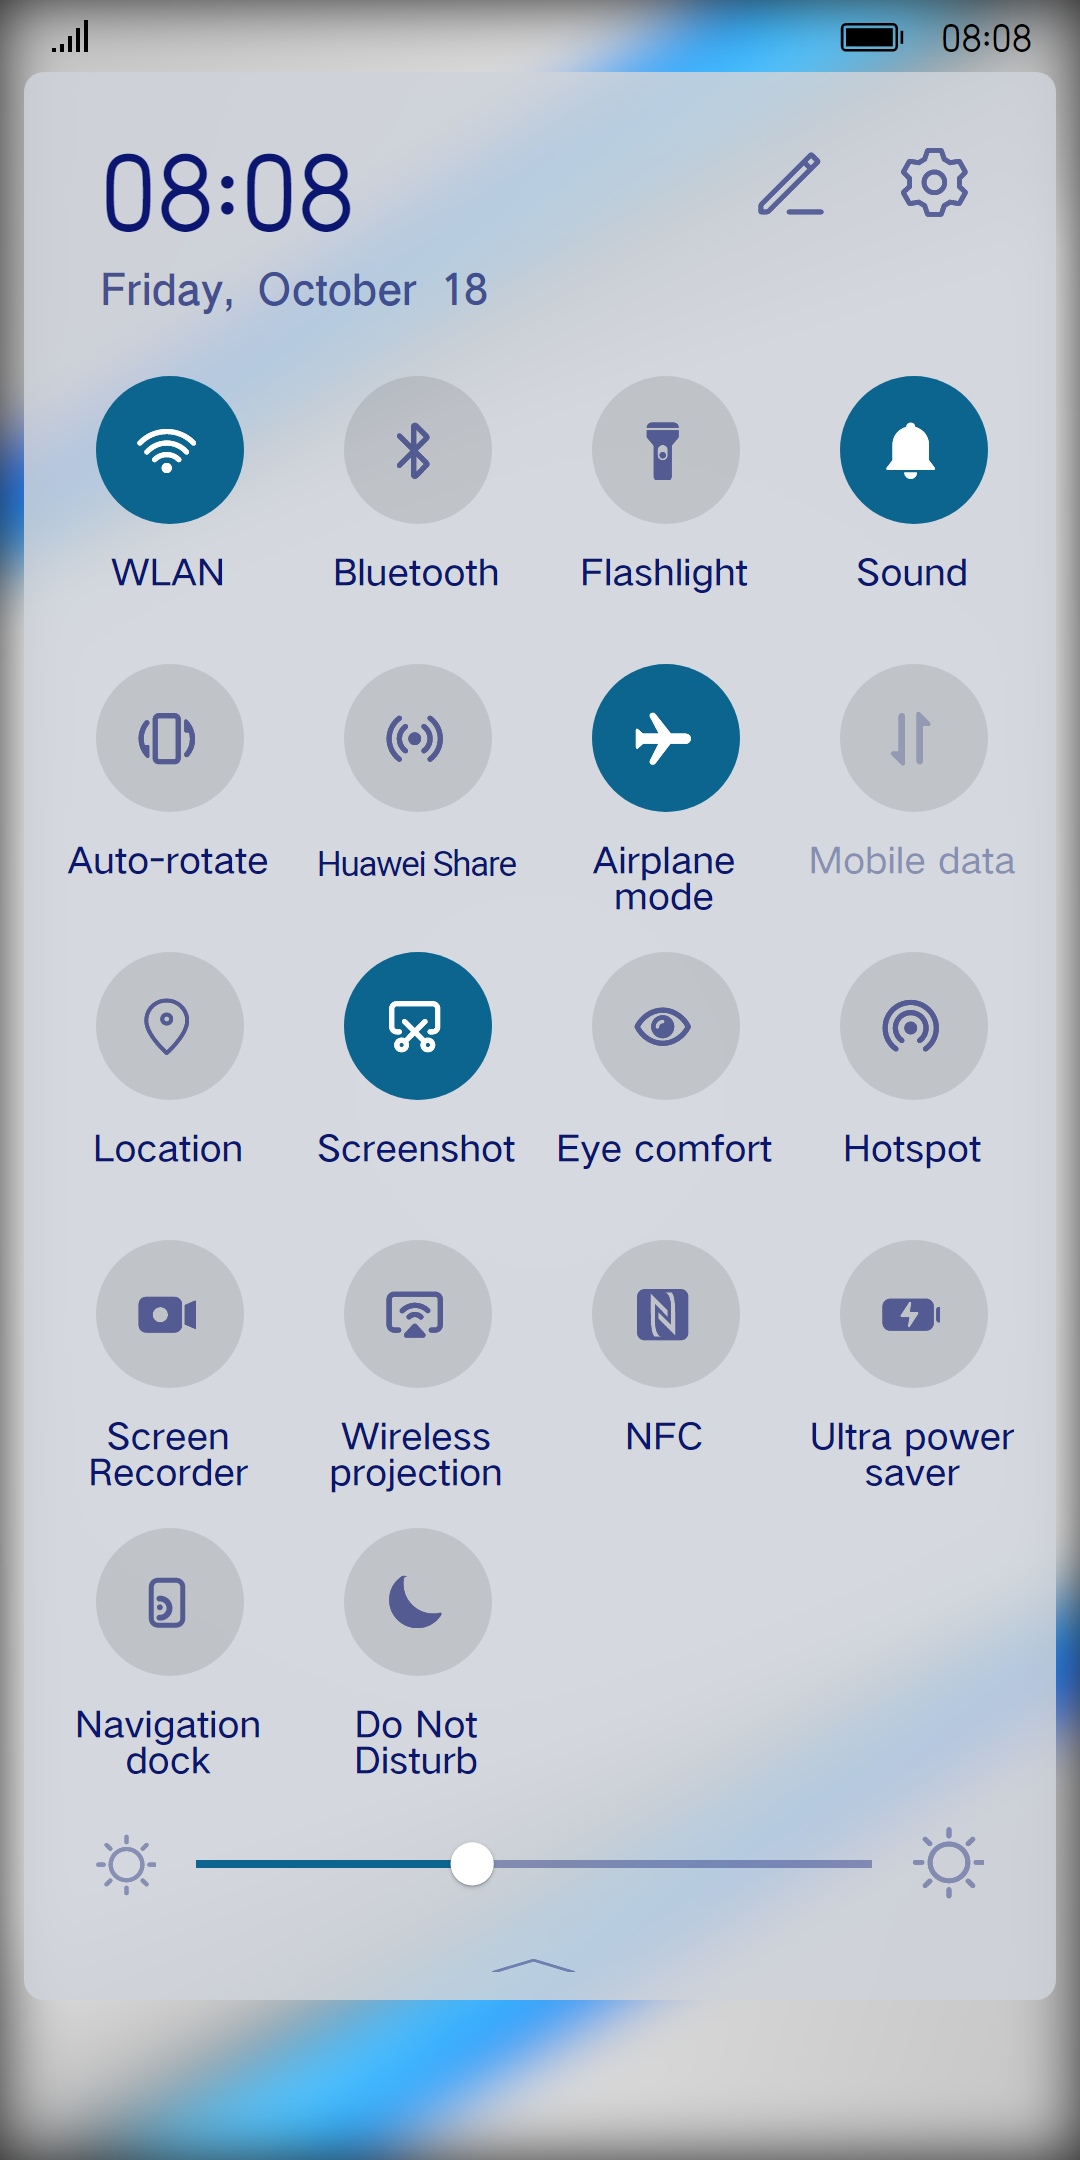 08:08
08:08
Friday, October 18
WLAN Bluetooth Flashlight Sound
Auto-rotate Huawei Share Airplane mode Mobile data
Location Screenshot Eye comfort Hotspot
Screen Recorder Wireless projection NFC Ultra power saver
Navigation dock Do Not Disturb